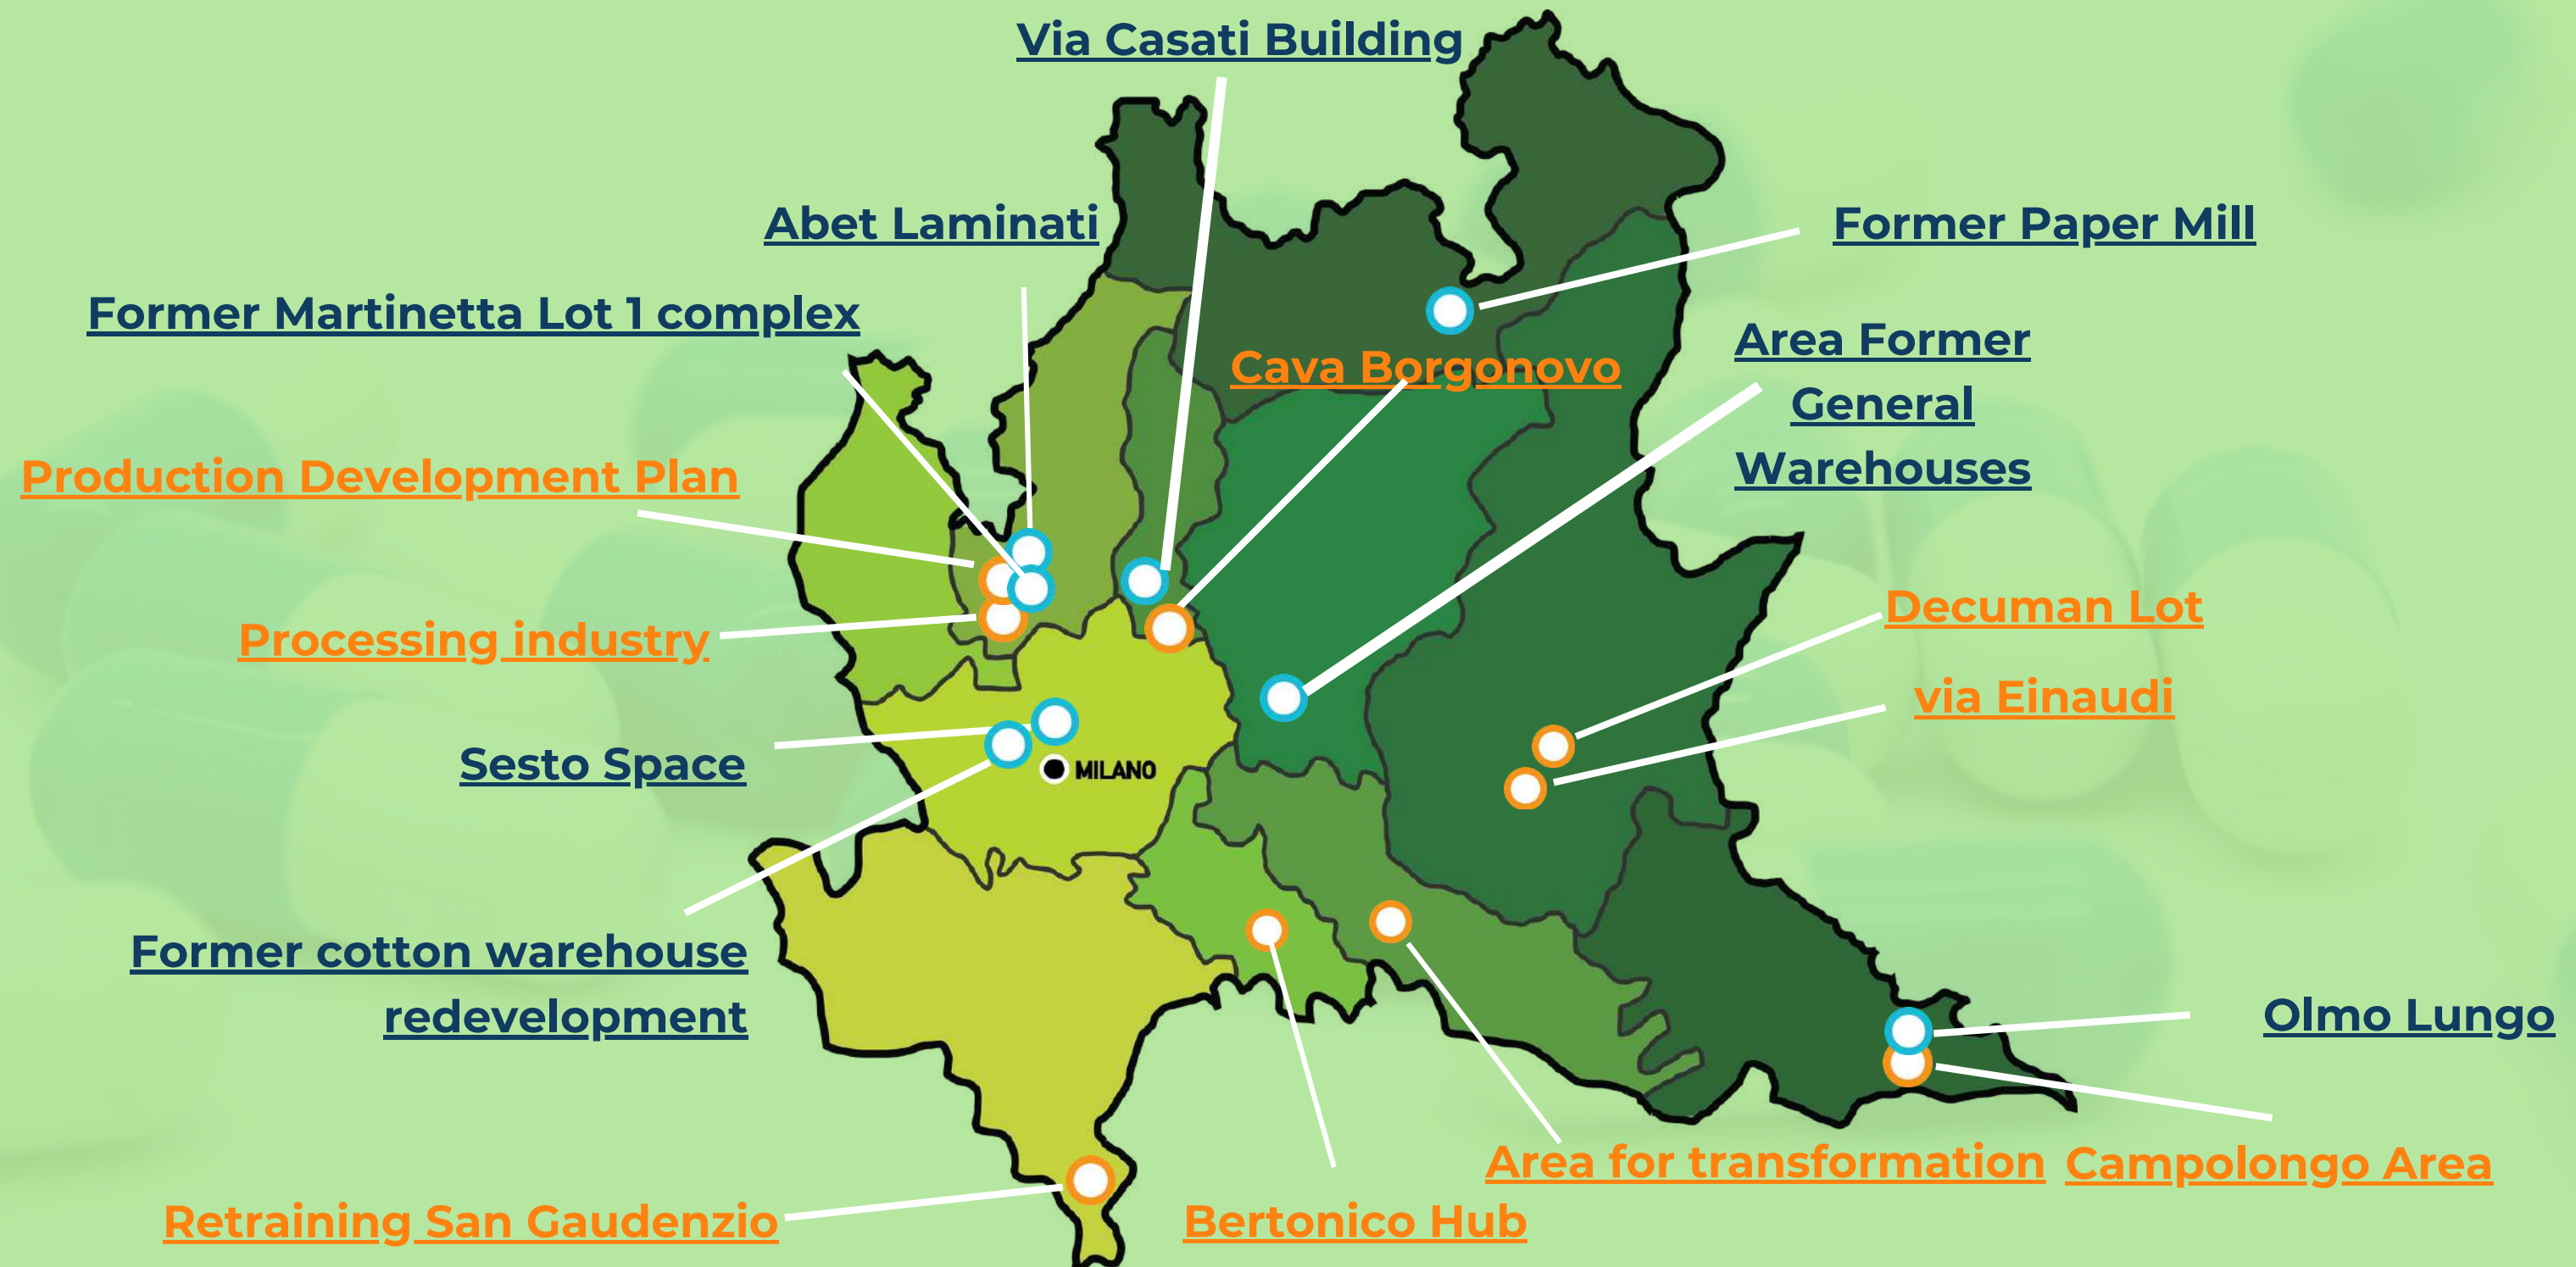 Via Casati Building
Abet Laminati
Former Paper Mill
Former Martinetta Lot 1 complex
Area Former
General
Warehouses
Cava Borgonovo
Production Development Plan
Processing industry
Decuman Lot
via Einaudi
Sesto Space
MILANO
Former cotton warehouse
redevelopment
Olmo Lungo
Area for transformation
Campolongo Area
Retraining San Gaudenzio
Bertonico Hub